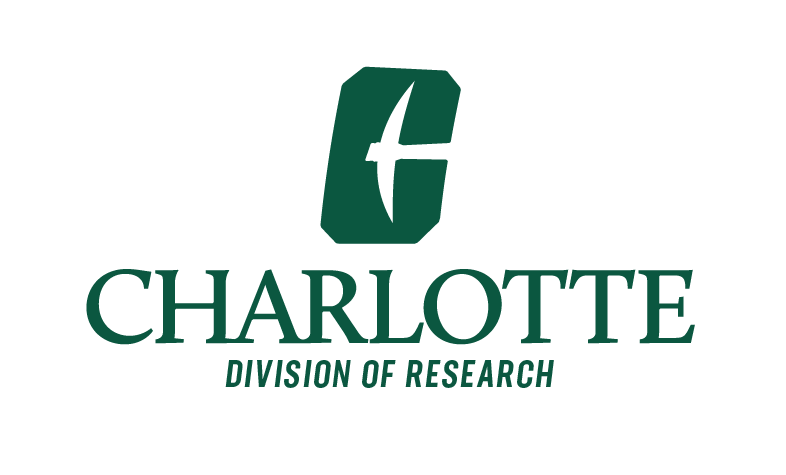 CHARLOTTE
DIVISION OF RESEARCH